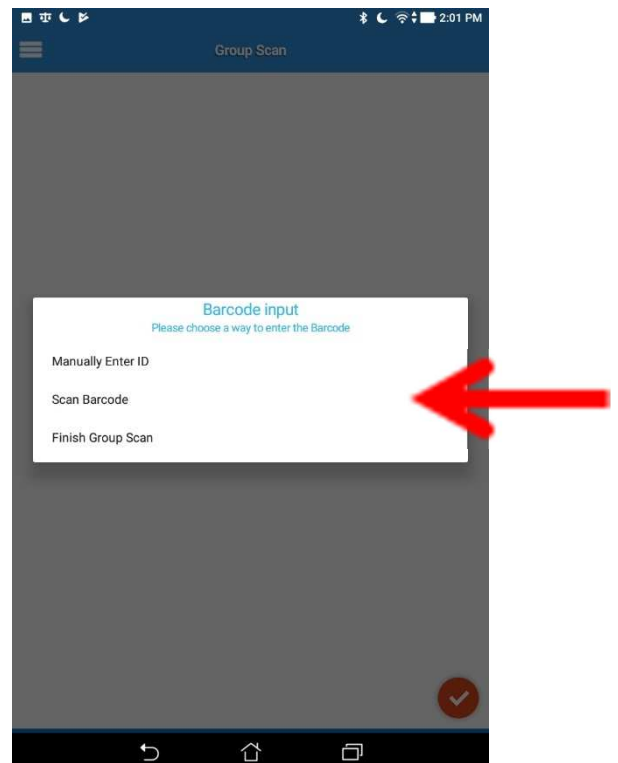 2:01 PM
Group Scan
Barcode input
Please choose a way to enter the Barcode
Manually Enter ID
Scan Barcode
Finish Group Scan